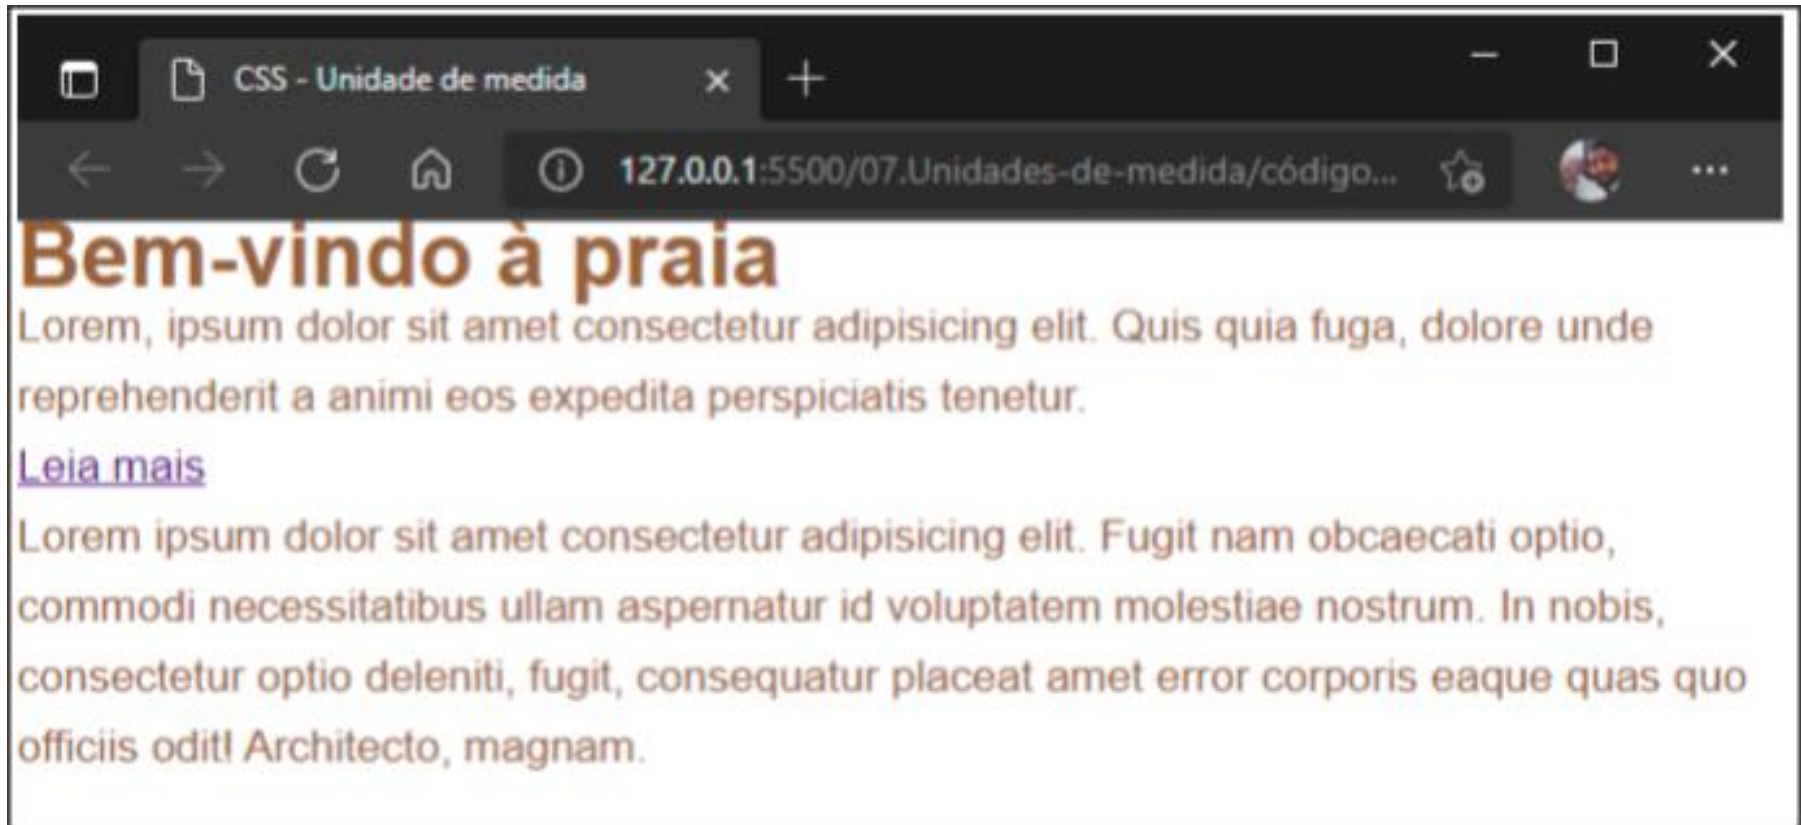 CSS - Unidade de medida
127.0.0.1:5500/07.Unidades-de-medida/código...
Bem-vindo à praia
Lorem, ipsum dolor sit amet consectetur adipisicing elit. Quis quia fuga, dolore unde
reprehenderit a animi eos expedita perspiciatis tenetur.
Leia mais
Lorem ipsum dolor sit amet consectetur adipisicing elit. Fugit nam obcaecati optio,
commodi necessitatibus ullam aspernatur id voluptatem molestiae nostrum. In nobis,
consectetur optio deleniti, fugit, consequatur placeat amet error corporis eaque quas quo
officiis odit! Architecto, magnam.